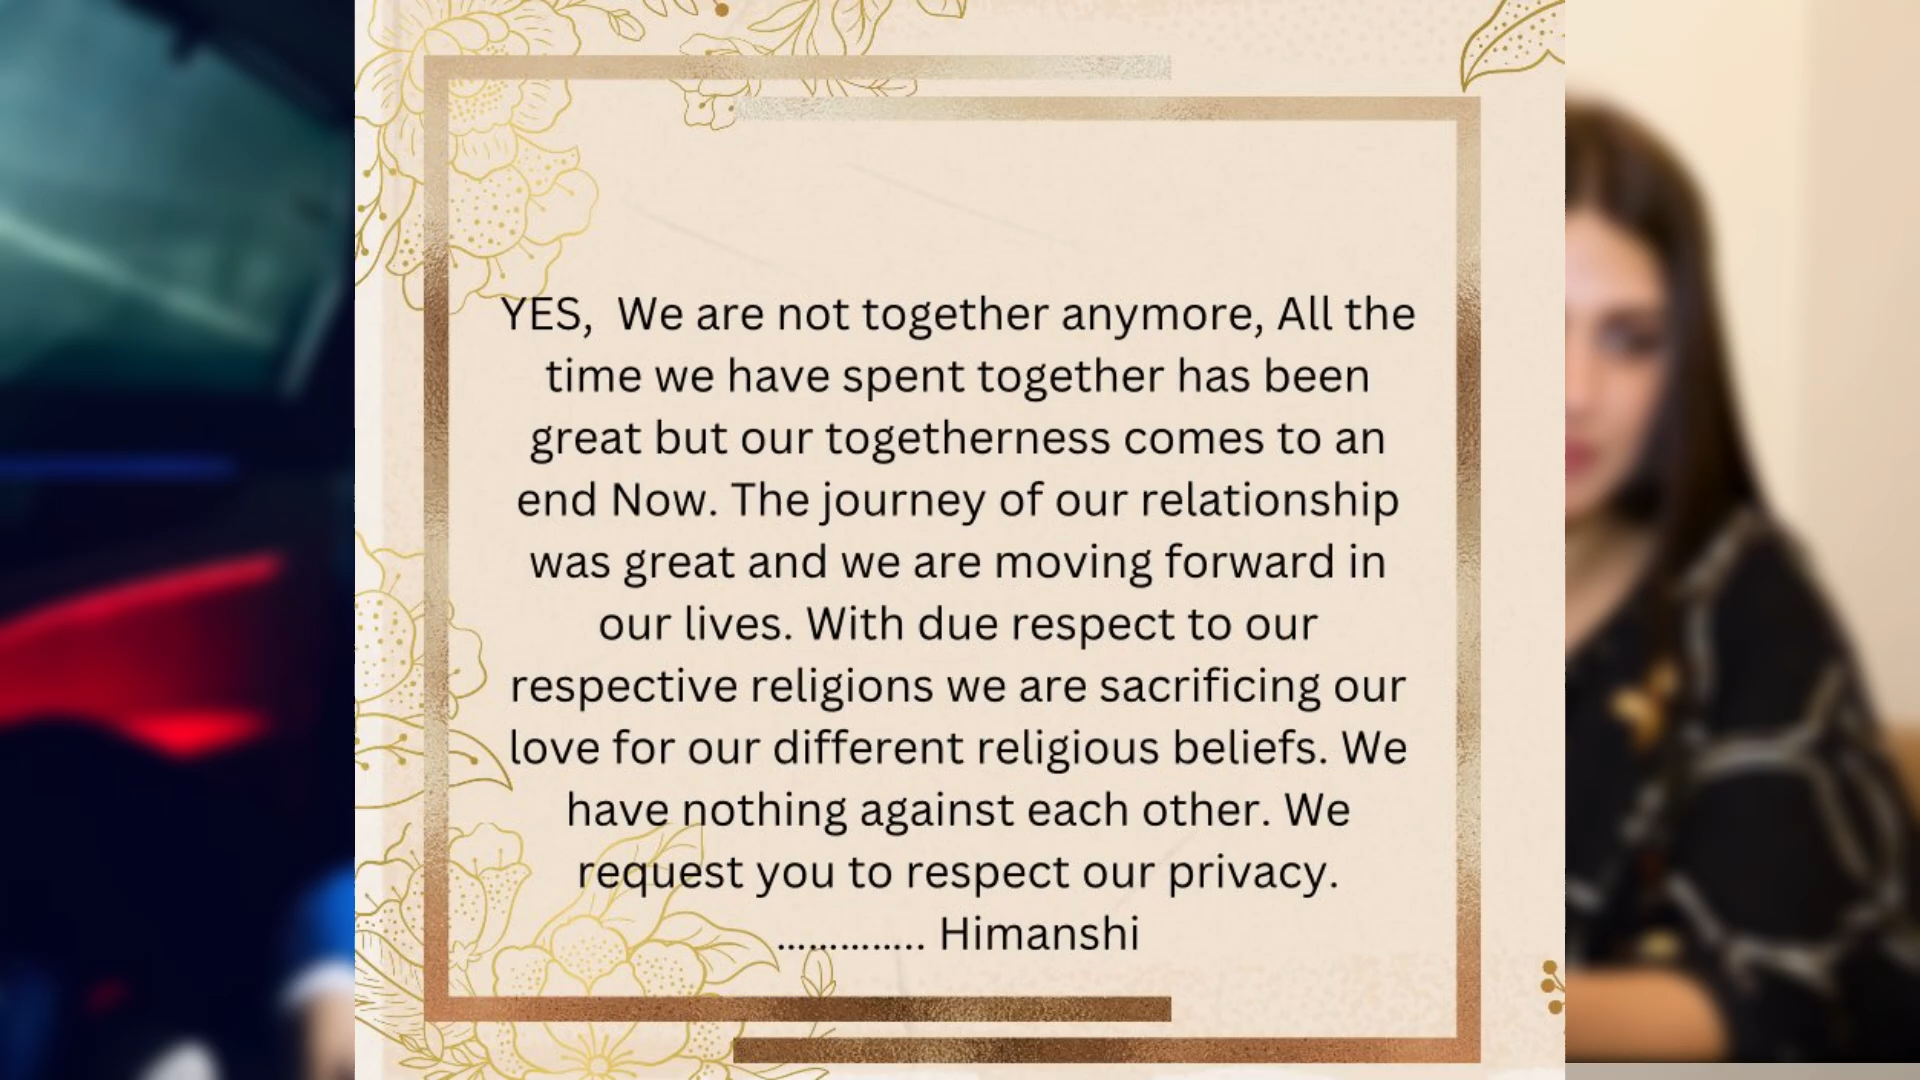 YES,  We are not together anymore, All the
time we have spent together has been
great but our togetherness comes to an
end Now. The journey of our relationship
was great and we are moving forward in
our lives. With due respect to our
respective religions we are sacrificing our
love for our different religious beliefs. We
have nothing against each other. We
request you to respect our privacy.
.............. Himanshi